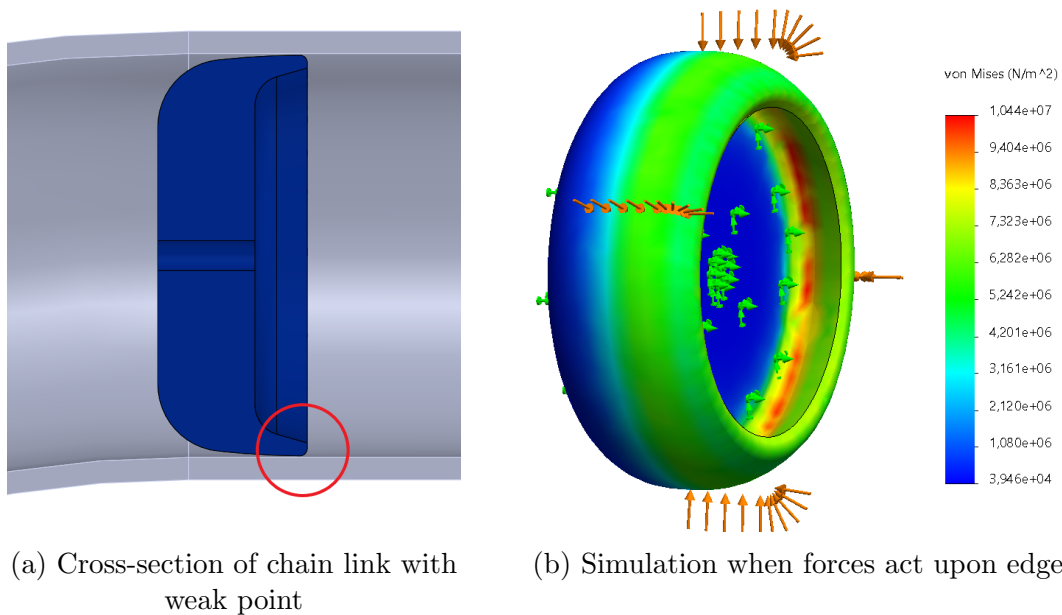 von Mises (N/m^2)
1,044e+07
9,404e+06
8,363e+06
7,323e+06
6,282e+06
5,242e+06
4,201e+06
3,161e+06
2,120e+06
1,080e+06
3,946e+04
(a) Cross-section of chain link with
weak point
(b) Simulation when forces act upon edge